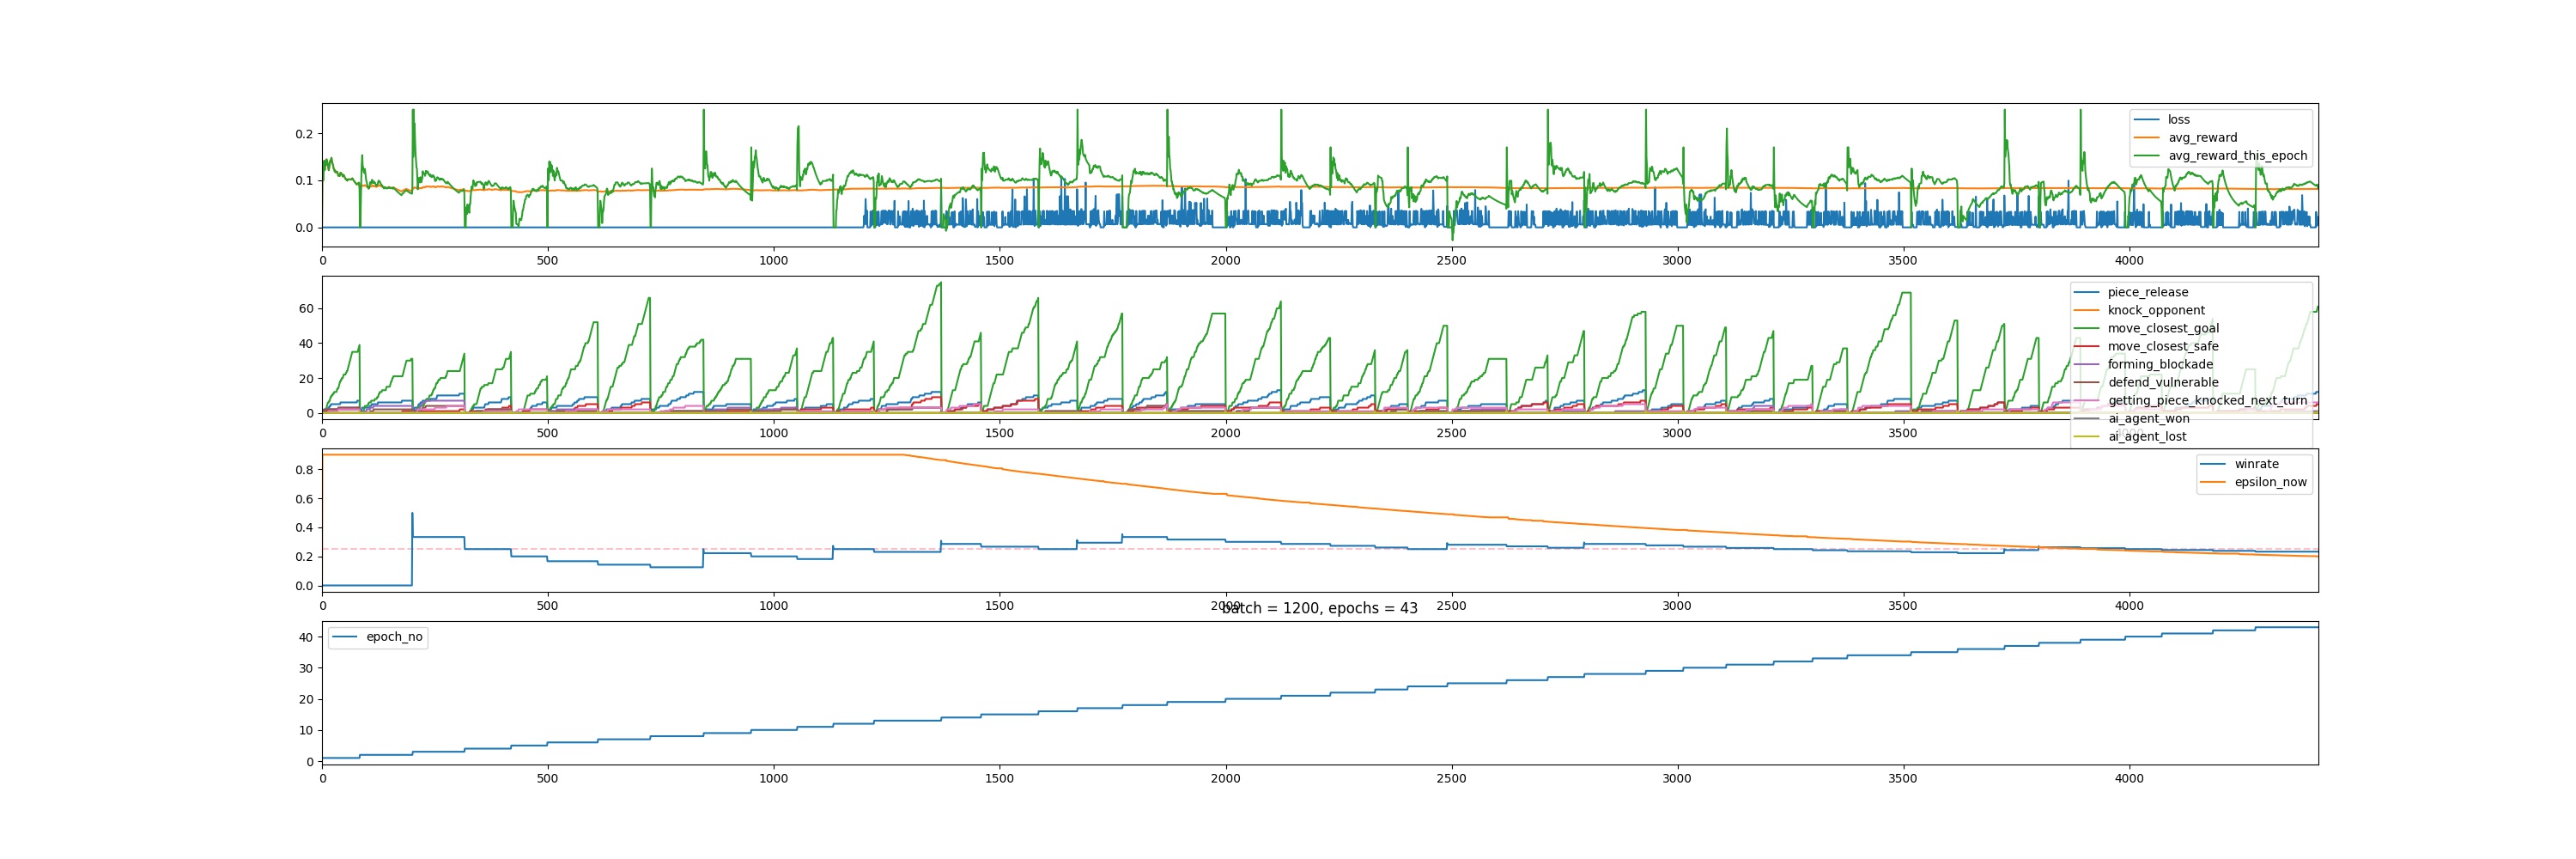 0.2
0.1
0.0
loss
avg_reward
avg_reward_this_epoch
0 500 1000 1500 2000 2500 3000 3500 4000
60
40
20
0
piece_release
knock_opponent
move_closest_goal
move_closest_safe
forming_blockade
defend_vulnerable
getting_piece_knocked_next_turn
ai_agent_won
ai_agent_lost
0 500 1000 1500 2000 2500 3000 3500 4000
0.8
0.6
0.4
0.2
0.0
winrate
epsilon_now
0 500 1000 1500 2000 2500 3000 3500 4000
batch = 1200, epochs = 43
40
30
20
10
0
epoch_no
0 500 1000 1500 2000 2500 3000 3500 4000